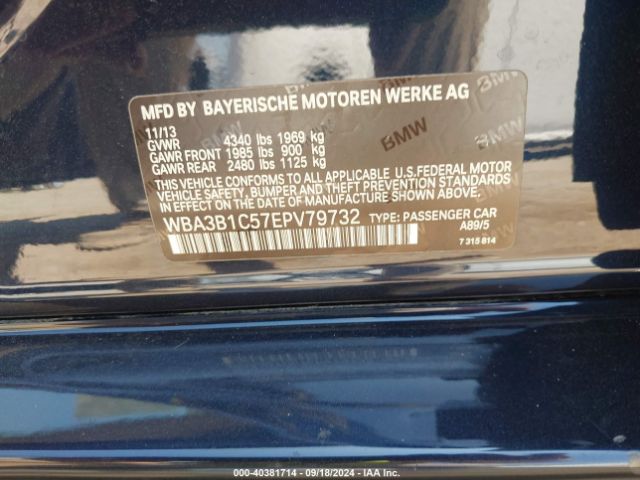 MFD BY BAYERISCHE MOTOREN WERKE AG
11/13
GVWR 4340 lbs 1969 kg
GAWR FRONT 1985 lbs 900 kg
GAWR REAR 2480 lbs 1125 kg
THIS VEHICLE CONFORMS TO ALL APPLICABLE U.S.FEDERAL MOTOR
VEHICLE SAFETY, BUMPER, AND THEFT PREVENTION STANDARDS
IN EFFECT ON THE DATE OF MANUFACTURE SHOWN ABOVE.
WBA3B1C57EPV79732 TYPE: PASSENGER CAR
A89/5
7 315 814
BMW
BMW
BMW
000-40381714 - 09/18/2024 - IAA Inc.